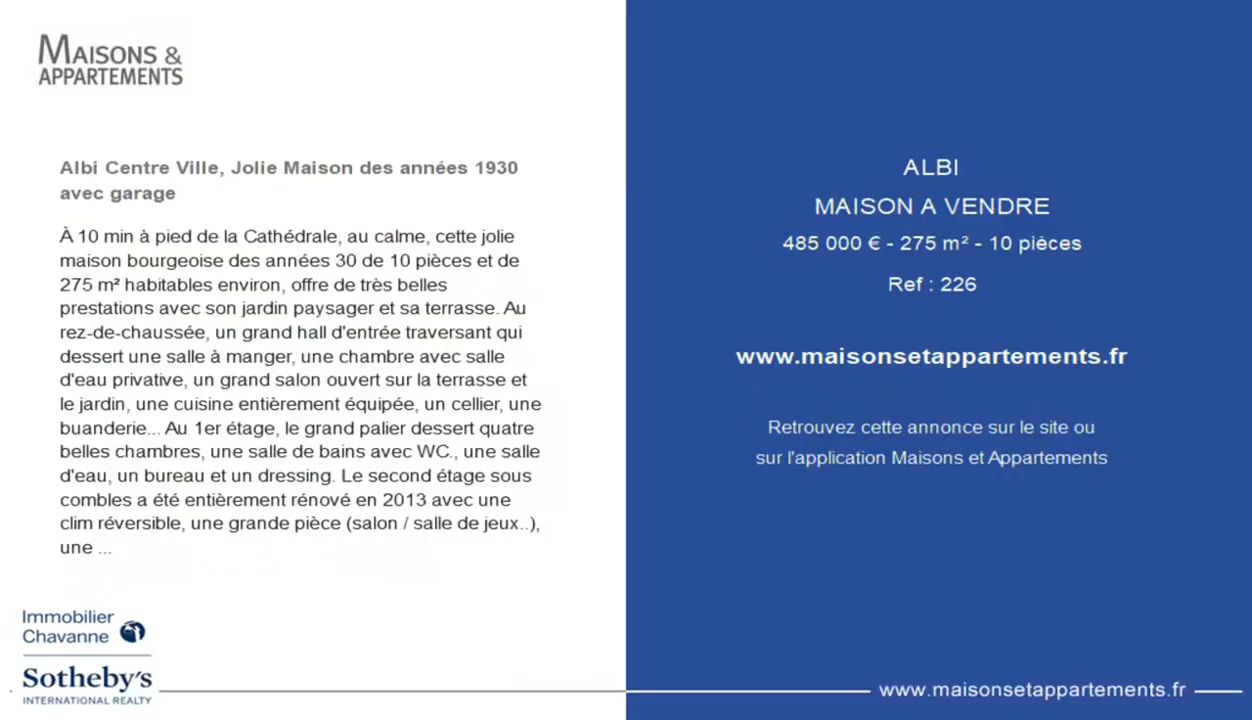 MAISONS &
APPARTEMENTS
Albi Centre Ville, Jolie Maison des années 1930
avec garage
À 10 min à pied de la Cathédrale, au calme, cette jolie
maison bourgeoise des années 30 de 10 pièces et de
275 m² habitables environ, offre de très belles
prestations avec son jardin paysager et sa terrasse. Au
rez-de-chaussée, un grand hall d'entrée traversant qui
dessert une salle à manger, une chambre avec salle
d'eau privative, un grand salon ouvert sur la terrasse et
le jardin, une cuisine entièrement équipée, un cellier, une
buanderie... Au 1er étage, le grand palier dessert quatre
belles chambres, une salle de bains avec WC., une salle
d'eau, un bureau et un dressing. Le second étage sous
combles a été entièrement rénové en 2013 avec une
clim réversible, une grande pièce (salon / salle de jeux..),
une ...
Immobilier
Chavanne
Sotheby's
INTERNATIONAL REALTY
ALBI
MAISON A VENDRE
485 000 € - 275 m² - 10 pièces
Ref : 226
www.maisonsetappartements.fr
Retrouvez cette annonce sur le site ou
sur l'application Maisons et Appartements
www.maisonsetappartements.fr